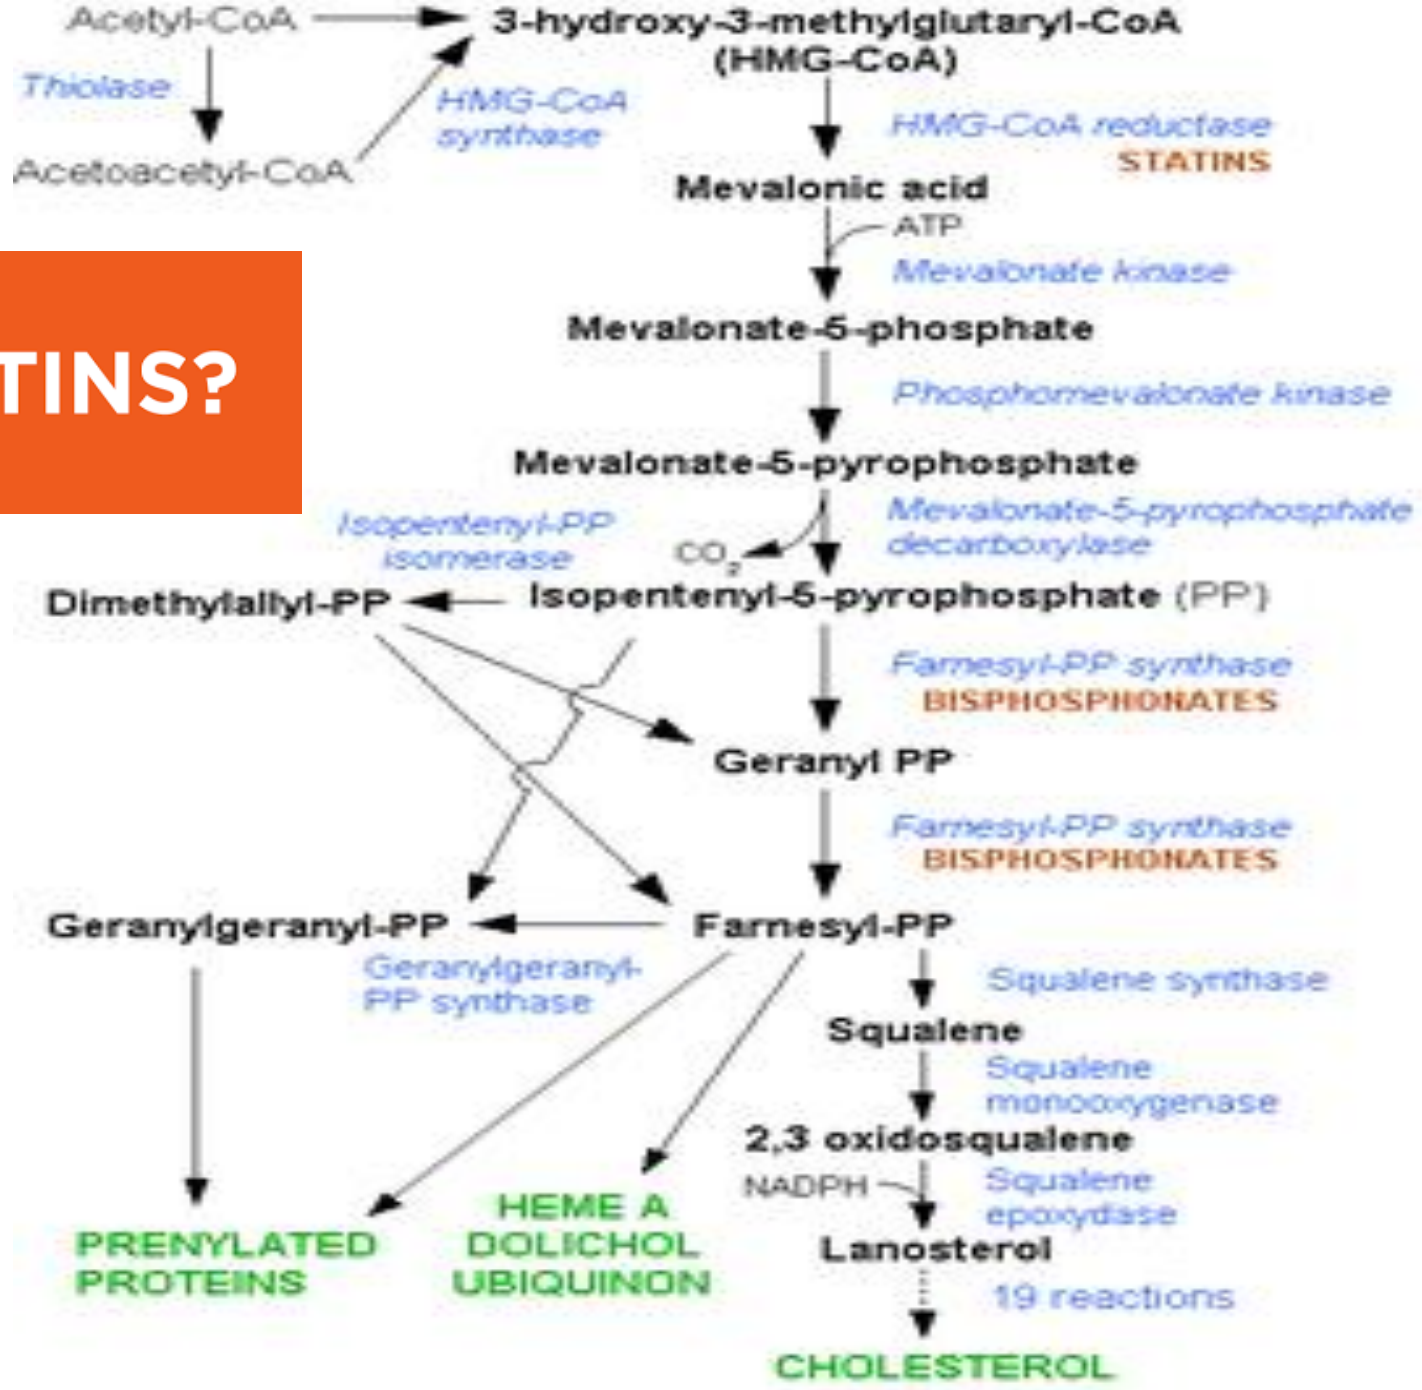 Acetyl-CoA
3-hydroxy-3-methylglutaryl-CoA
(HMG-CoA)
Thiolase
HMG-CoA
synthase
HMG-CoA reductase
STATINS
Acetoacetyl-CoA
Mevalonic acid
ATP
Mevalonate kinase
TINS?
Mevalonate-5-phosphate
Phosphomevalonate kinase
Mevalonate-5-pyrophosphate
Isopentenyl-PP
isomerase
CO2
Mevalonate-5-pyrophosphate
decarboxylase
Dimethylallyl-PP
Isopentenyl-5-pyrophosphate (PP)
Farnesyl-PP synthase
BISPHOSPHONATES
Geranyl PP
Farnesyl-PP synthase
BISPHOSPHONATES
Geranylgeranyl-PP
Farnesyl-PP
Geranylgeranyl-
PP synthase
Squalene synthase
Squalene
Squalene
monooxygenase
2,3 oxidosqualene
NADPH
Squalene
epoxydase
Lanosterol
19 reactions
PRENYLATED
PROTEINS
HEME A
DOLICHOL
UBIQUINON
CHOLESTEROL